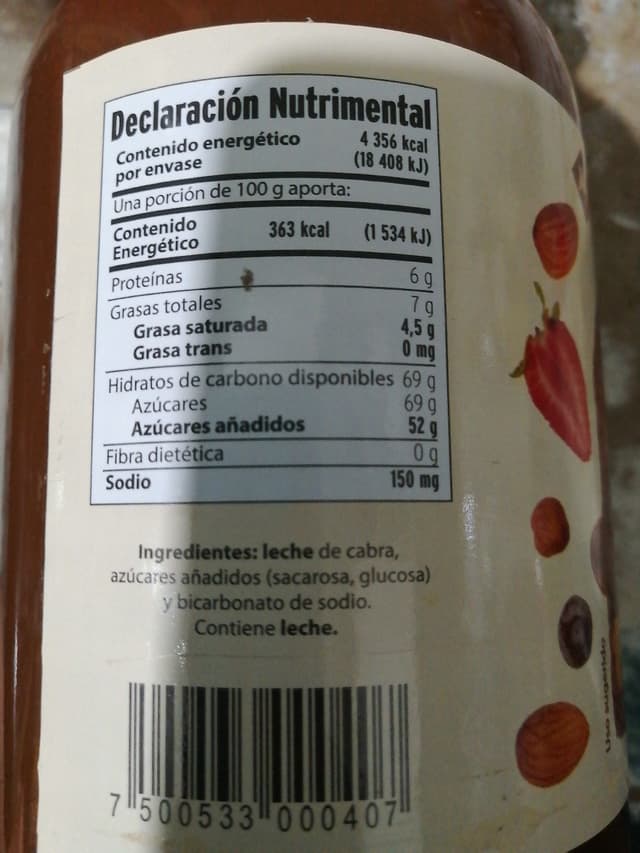 Declaración Nutrimental
Contenido energético por envase 4 356 kcal (18 408 kJ)
Una porción de 100 g aporta:
Contenido Energético 363 kcal (1 534 kJ)
Proteínas 6 g
Grasas totales 7 g
Grasa saturada 4,5 g
Grasa trans 0 mg
Hidratos de carbono disponibles 69 g
Azúcares 69 g
Azúcares añadidos 52 g
Fibra dietética 0 g
Sodio 150 mg
Ingredientes: leche de cabra,
azúcares añadidos (sacarosa, glucosa)
y bicarbonato de sodio.
Contiene leche.
7 500533 000407
Uso sugerido